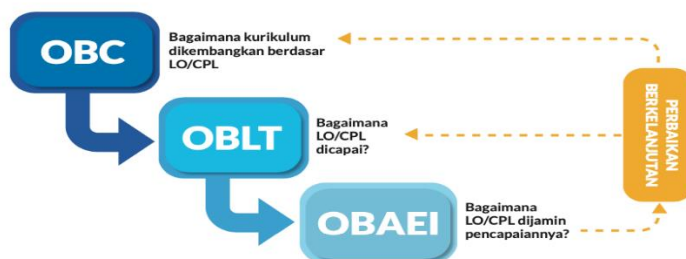 OBC
Bagaimana kurikulum
dikembangkan berdasar
LO/CPL
OBLT
Bagaimana
LO/CPL
dicapai?
OBAEI
Bagaimana
LO/CPL dijamin
pencapaiannya?
PERBAIKAN
BERKELANJUTAN